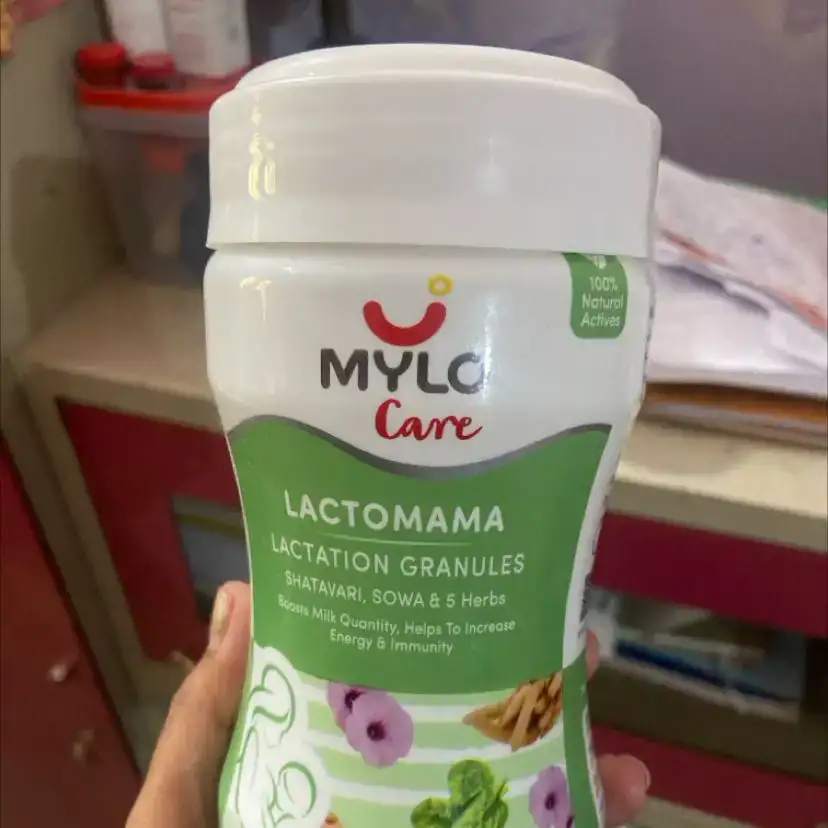 100%
Natural
Actives
MYLO
Care
LACTOMAMA
LACTATION GRANULES
SHATAVARI, SOWA & 5 Herbs
Boosts Milk Quantity, Helps To Increase
Energy & Immunity